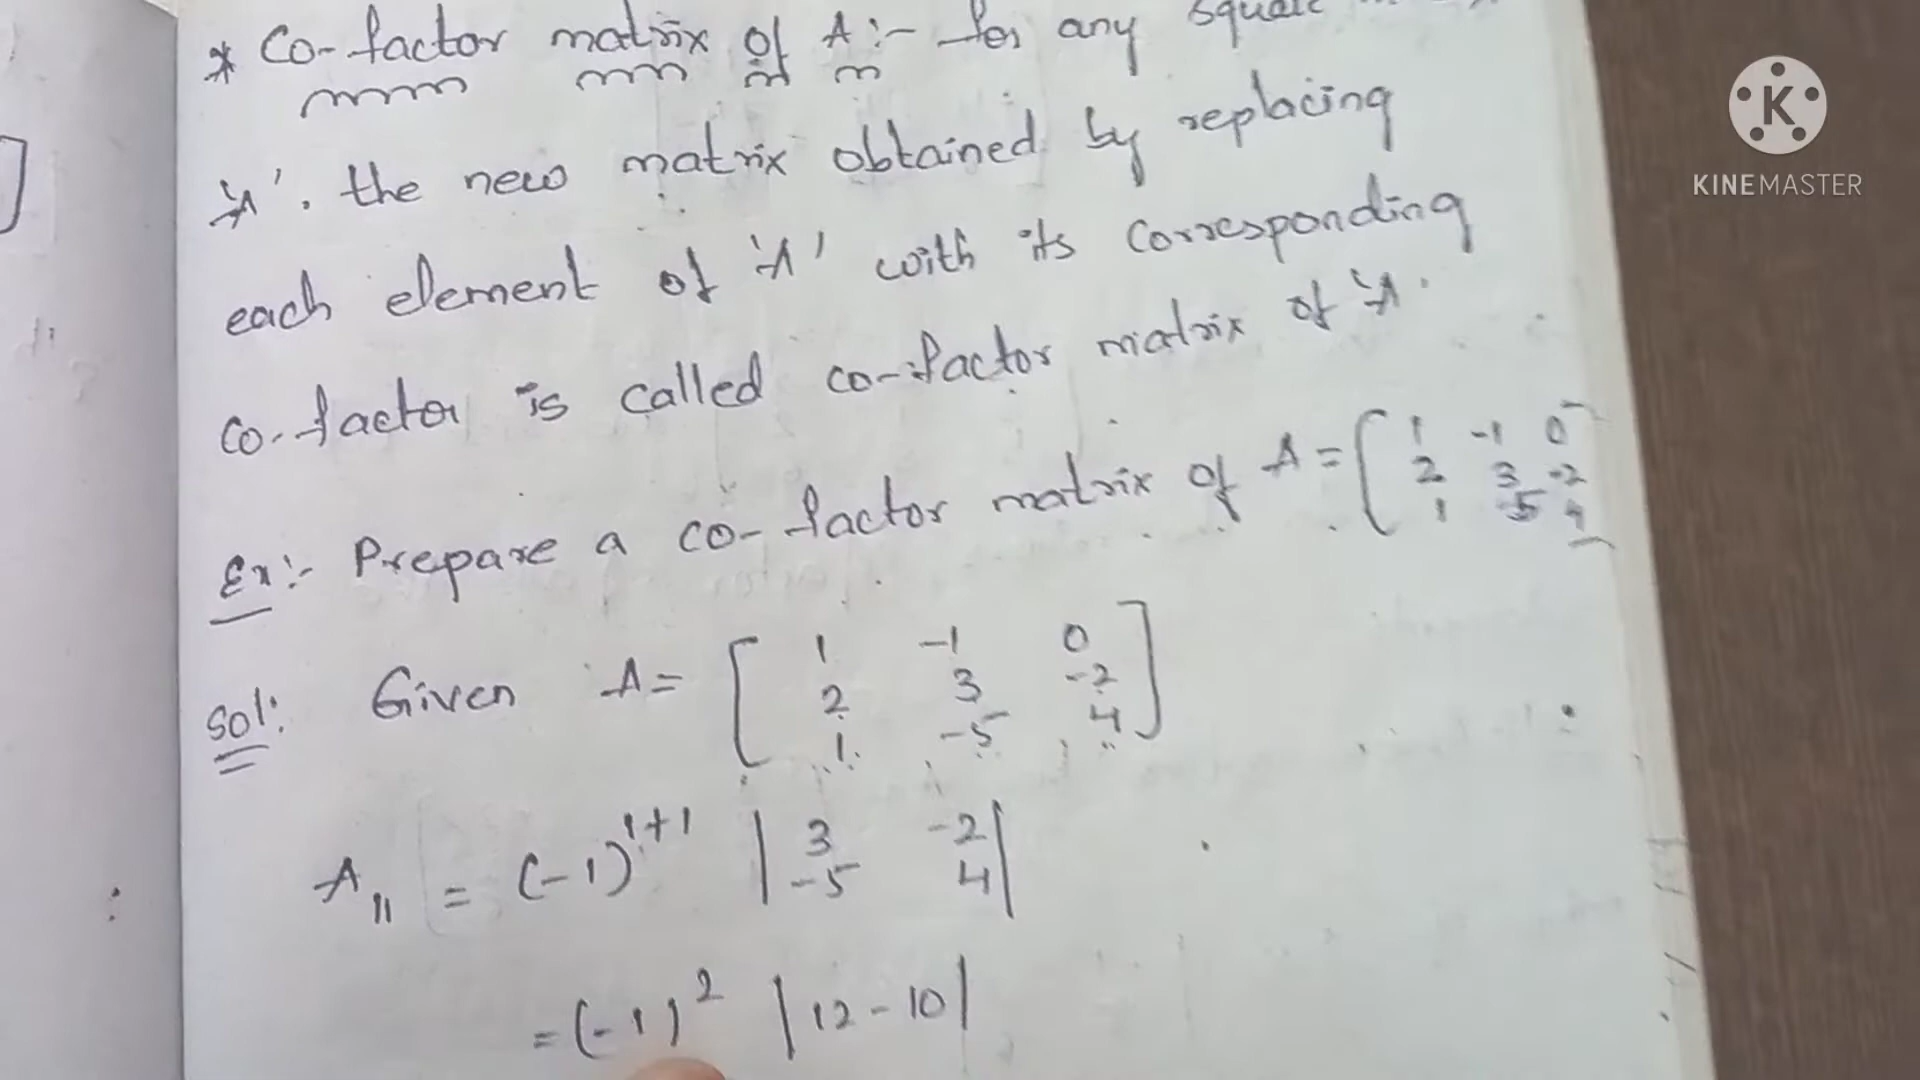 * Co-factor matrix of A :- for any square
'A'. the new matrix obtained by replacing
each element of 'A' with its corresponding
co-factor is called co-factor matrix of 'A'.
Ex:- Prepare a co-factor matrix of A = [ 1 -1 0
2 3 -2
1 -5 4 ]
Sol: Given A = [ 1 -1 0
2 3 -2
1 -5 4 ]
A₁₁ = (-1)¹⁺¹ | 3 -2
-5 4 |
= (-1)² | 12 - 10 |
K
KINEMASTER